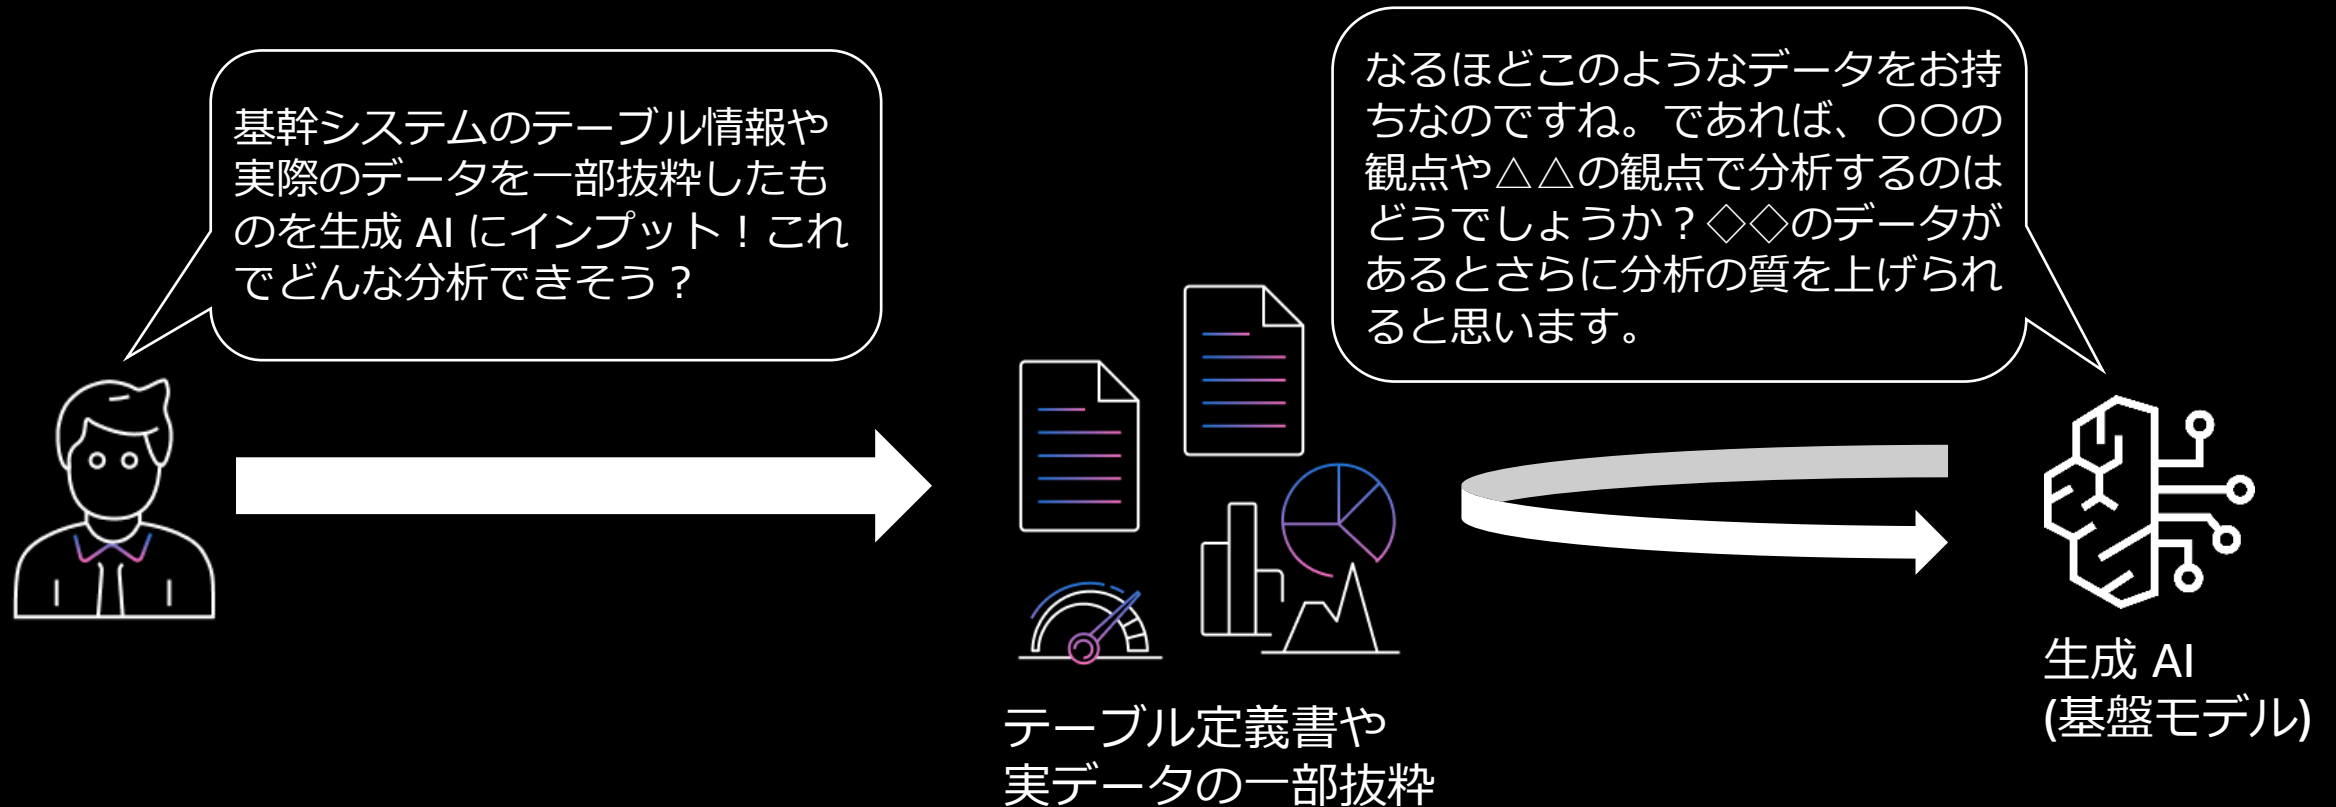 基幹システムのテーブル情報や
実際のデータを一部抜粋したも
のを生成 AI にインプット！これ
でどんな分析できそう？
なるほどこのようなデータをお持
ちなのですね。であれば、〇〇の
観点や△△の観点で分析するのは
どうでしょうか？◇◇のデータが
あるとさらに分析の質を上げられ
ると思います。
テーブル定義書や
実データの一部抜粋
生成 AI
(基盤モデル)